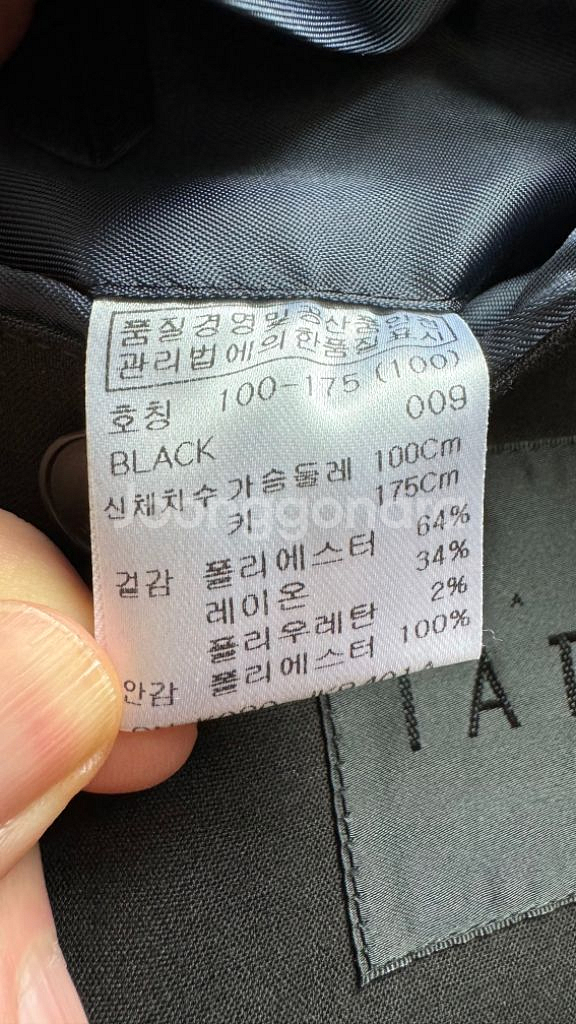 품질경영및공산품안전
관리법에의한품질표시
호칭 100-175 (100)
BLACK 009
신체치수 가슴둘레 100Cm
키 175Cm
겉감 폴리에스터 64%
레이온 34%
폴리우레탄 2%
안감 폴리에스터 100%
Joonggonara